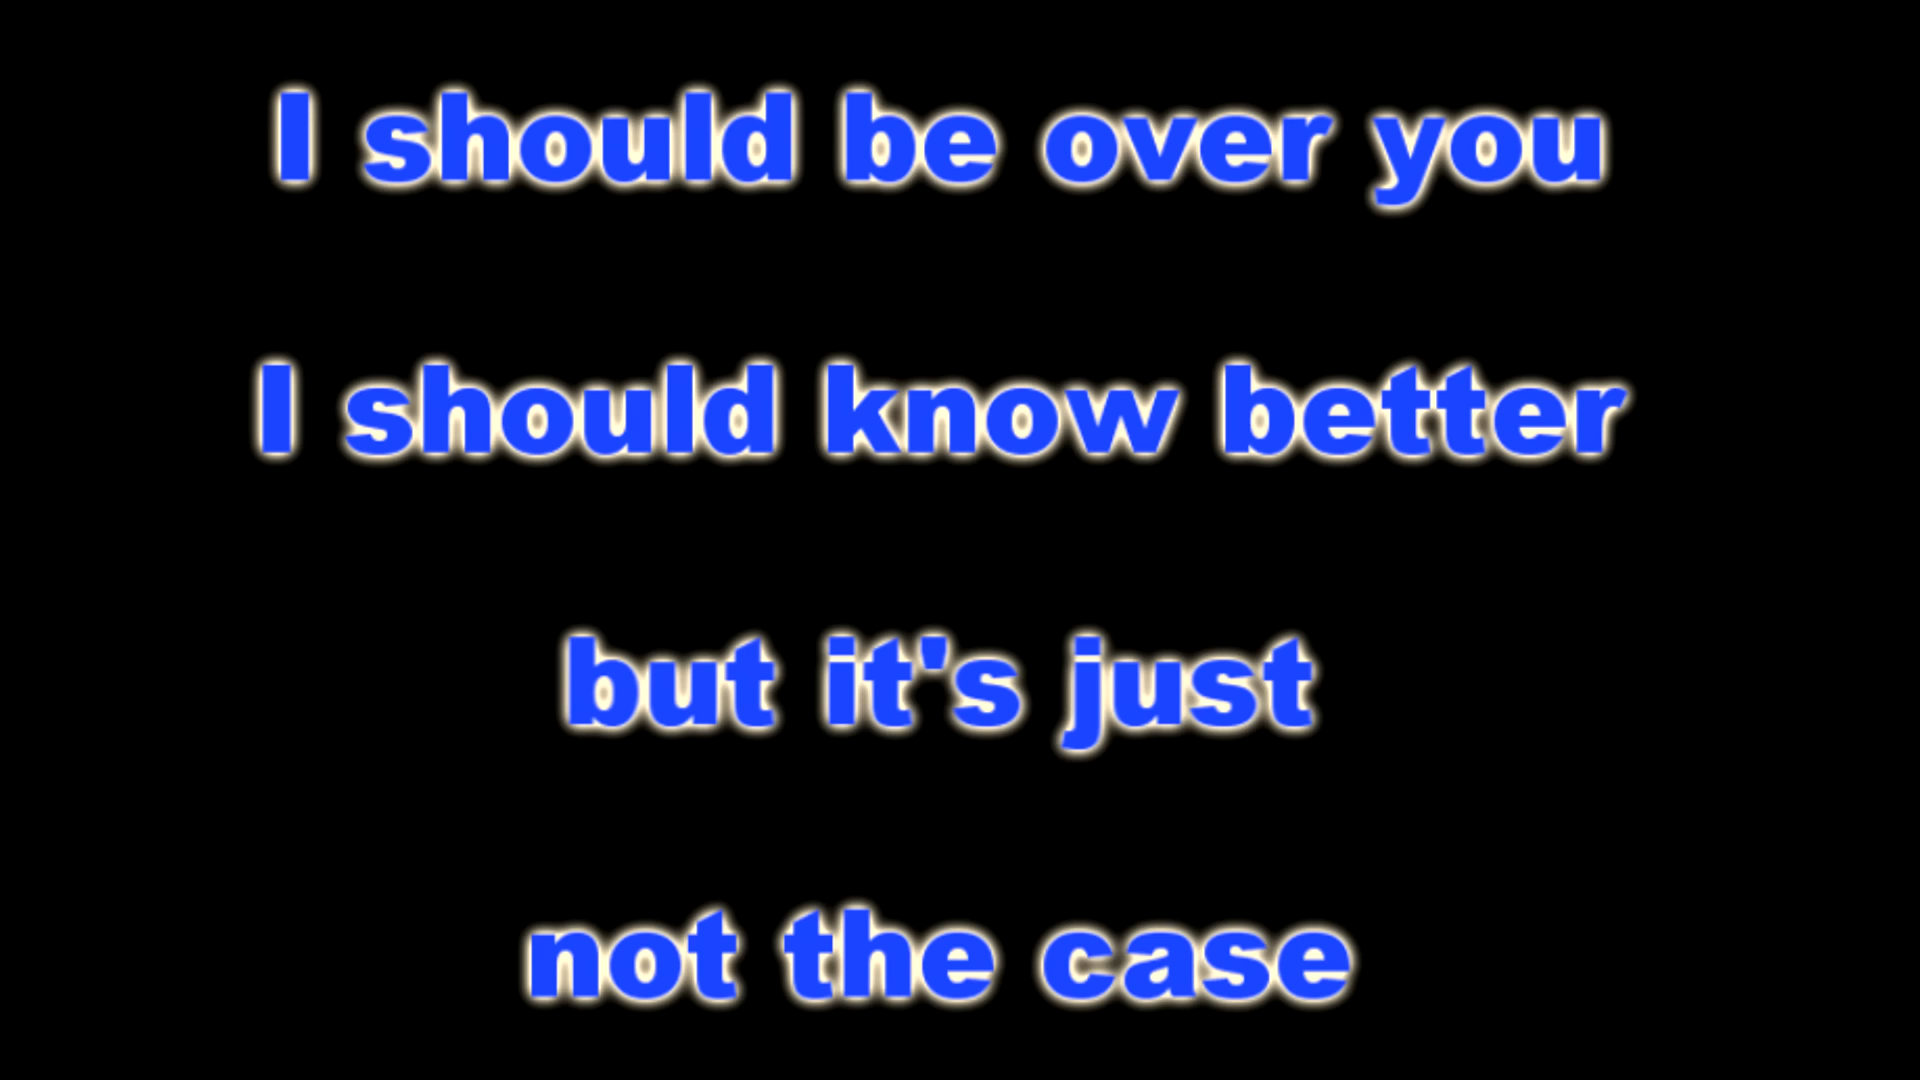 I should be over you
I should know better
but it's just
not the case